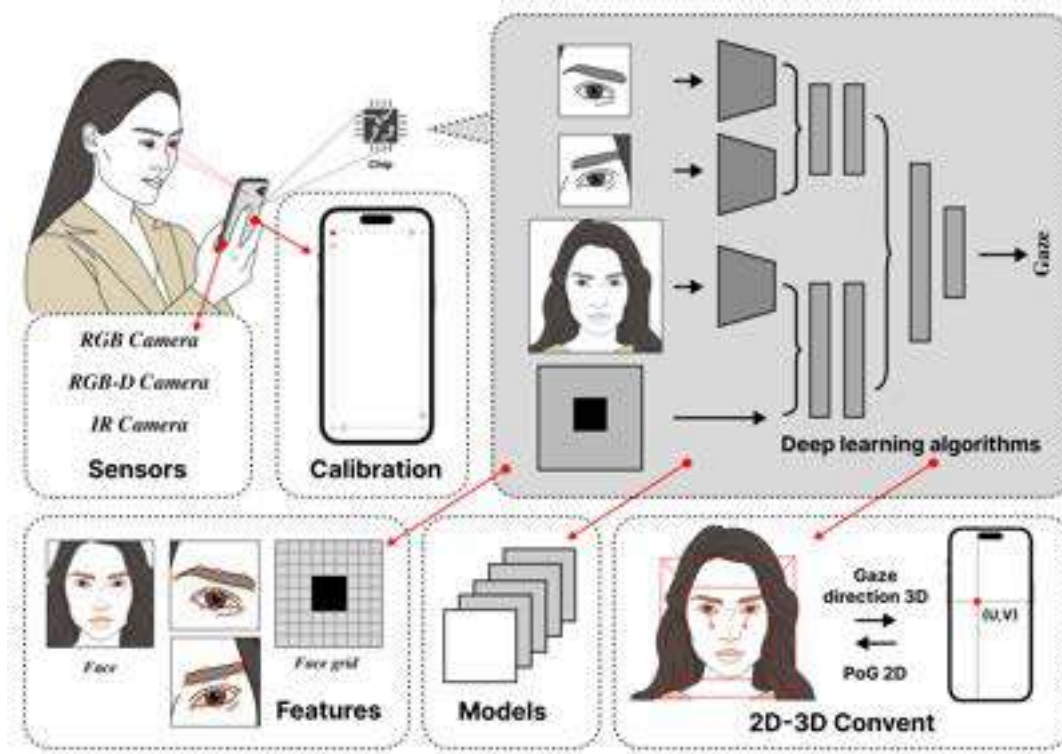 Chip
Gaze
RGB Camera
RGB-D Camera
IR Camera
Sensors
Calibration
Deep learning algorithms
Face
Face grid
Features
Models
Gaze
direction 3D
PoG 2D
(U,V)
2D-3D Convent